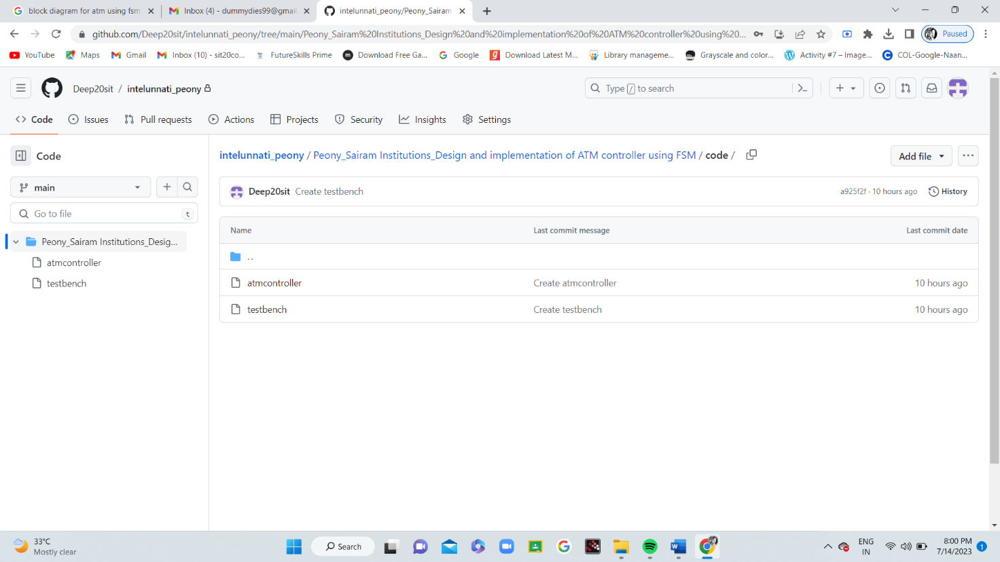 block diagram for atm using fsm
Inbox (4) - dummydies99@gmail
intelunnati_peony/Peony_Sairam
github.com/Deep20sit/intelunnati_peony/tree/main/Peony_Sairam%20Institutions_Design%20and%20implementation%20of%20ATM%20controller%20using%20...
Paused
YouTube
Maps
Gmail
Inbox (10) - sit20co...
FutureSkills Prime
Download Free Ga...
Google
Download Latest M...
Library manageme...
Grayscale and color...
Activity #7 – Image...
COL-Google-Naan...
Deep20sit / intelunnati_peony
Type / to search
Code
Issues
Pull requests
Actions
Projects
Security
Insights
Settings
Code
intelunnati_peony / Peony_Sairam Institutions_Design and implementation of ATM controller using FSM / code /
Add file
main
Deep20sit Create testbench
a925f2f · 10 hours ago
History
Go to file
t
Name
Last commit message
Last commit date
Peony_Sairam Institutions_Desig...
atmcontroller
testbench
..
atmcontroller
Create atmcontroller
10 hours ago
testbench
Create testbench
10 hours ago
33°C
Mostly clear
Search
ENG
IN
8:00 PM
7/14/2023
1